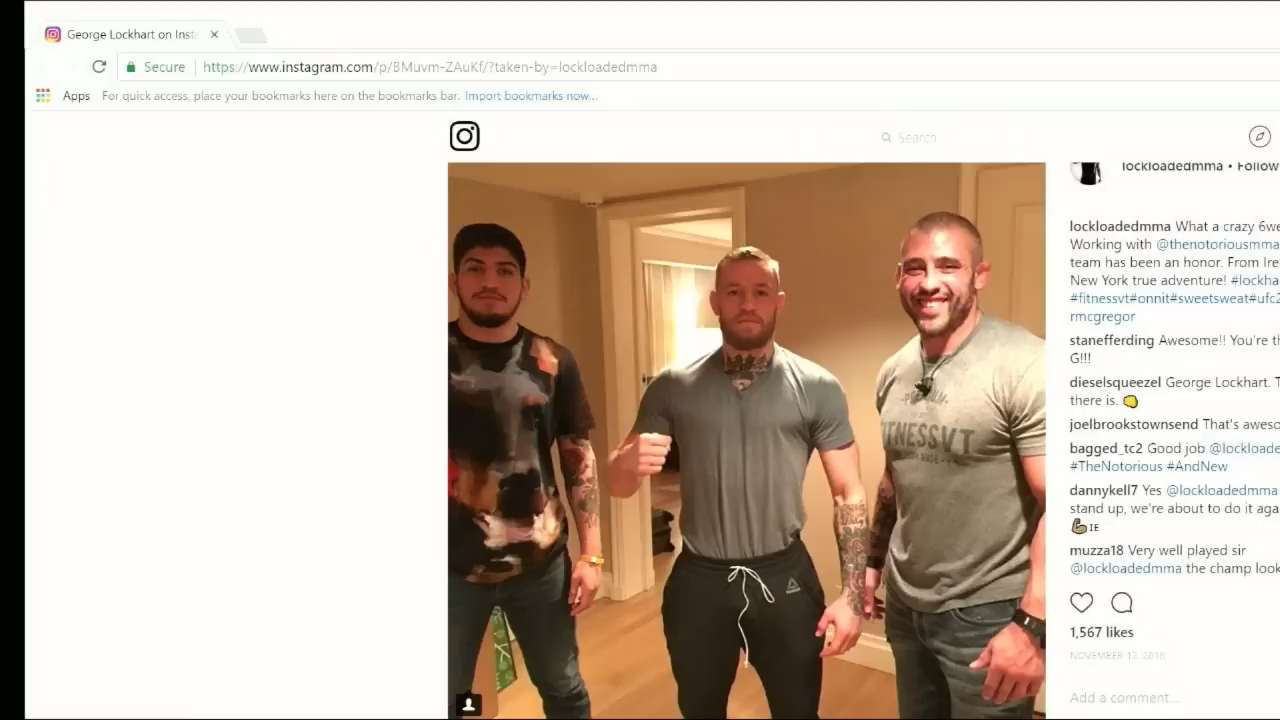 George Lockhart on Insta
Secure https://www.instagram.com/p/BMuvm-ZAuKf/?taken-by=lockloadedmma
Apps For quick access, place your bookmarks here on the bookmarks bar. Import bookmarks now...
Search
lockloadedmma • Follow
lockloadedmma What a crazy 6we
Working with @thenotoriousmma
team has been an honor. From Ire
New York true adventure! #lockha
#fitnessvt#onnit#sweetsweat#ufc2
rmcgregor
stanefferding Awesome!! You're th
G!!!
dieselsqueezel George Lockhart. T
there is.
joelbrookstownsend That's aweso
bagged_tc2 Good job @lockloade
#TheNotorious #AndNew
dannykell7 Yes @lockloadedmma
stand up, we're about to do it aga
IE
muzza18 Very well played sir
@lockloadedmma the champ look
1,567 likes
NOVEMBER 12, 2016
Add a comment...
FITNESSVT